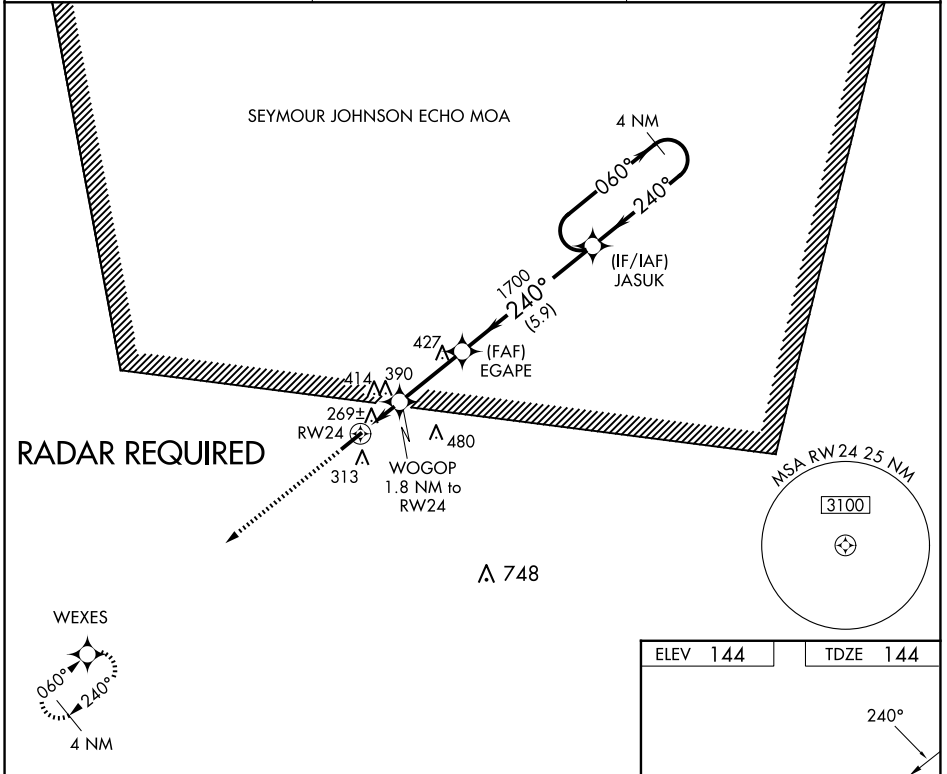 SEYMOUR JOHNSON ECHO MOA
4 NM
060°
240°
(IF/IAF)
JASUK
1700
240°
(5.9)
427
(FAF)
EGAPE
414
390
269±
RW24
480
313
WOGOP
1.8 NM to
RW24
RADAR REQUIRED
MSA RW24 25 NM
3100
748
WEXES
060°
240°
4 NM
ELEV 144
TDZE 144
240°